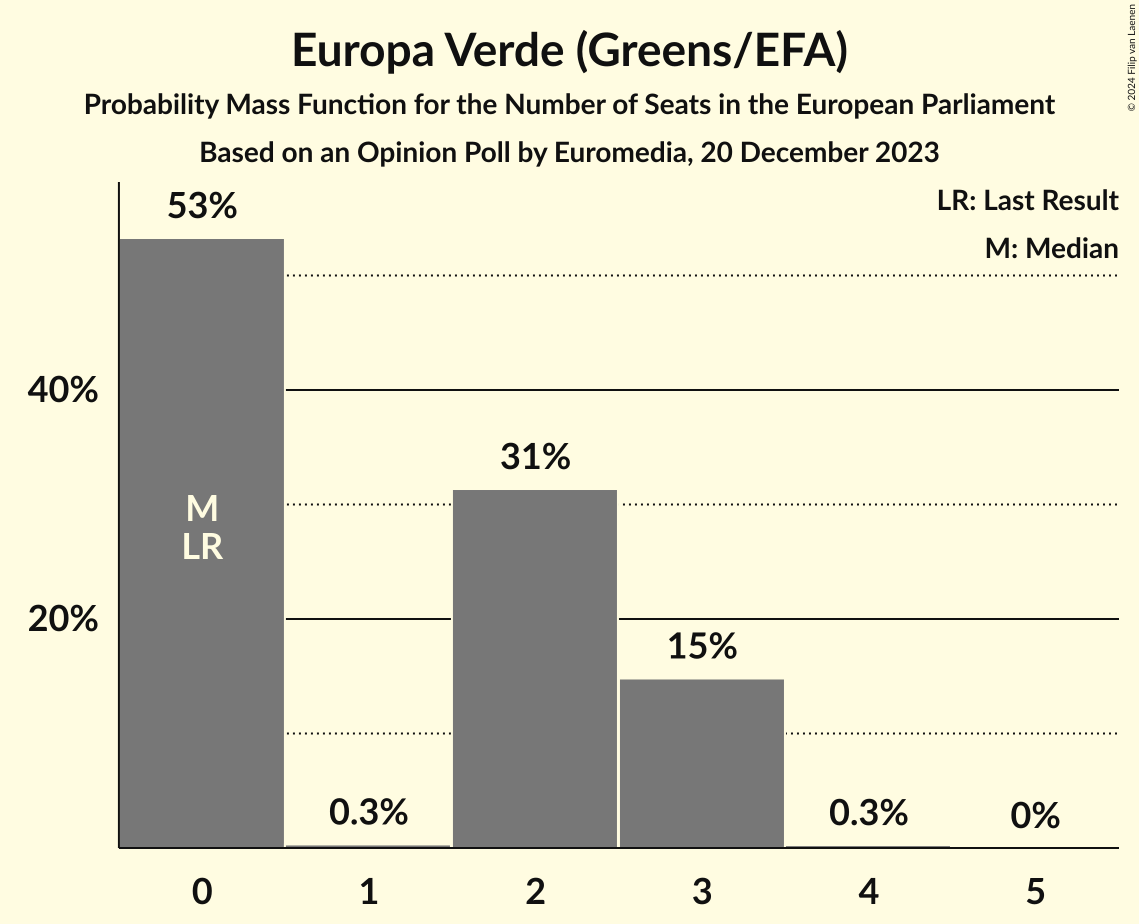 Europa Verde (Greens/EFA)
Probability Mass Function for the Number of Seats in the European Parliament
Based on an Opinion Poll by Euromedia, 20 December 2023
© 2024 Filip van Laenen
LR: Last Result
M: Median
53%
40%
31%
M
LR
20%
15%
0.3%
0.3%
0%
0 1 2 3 4 5